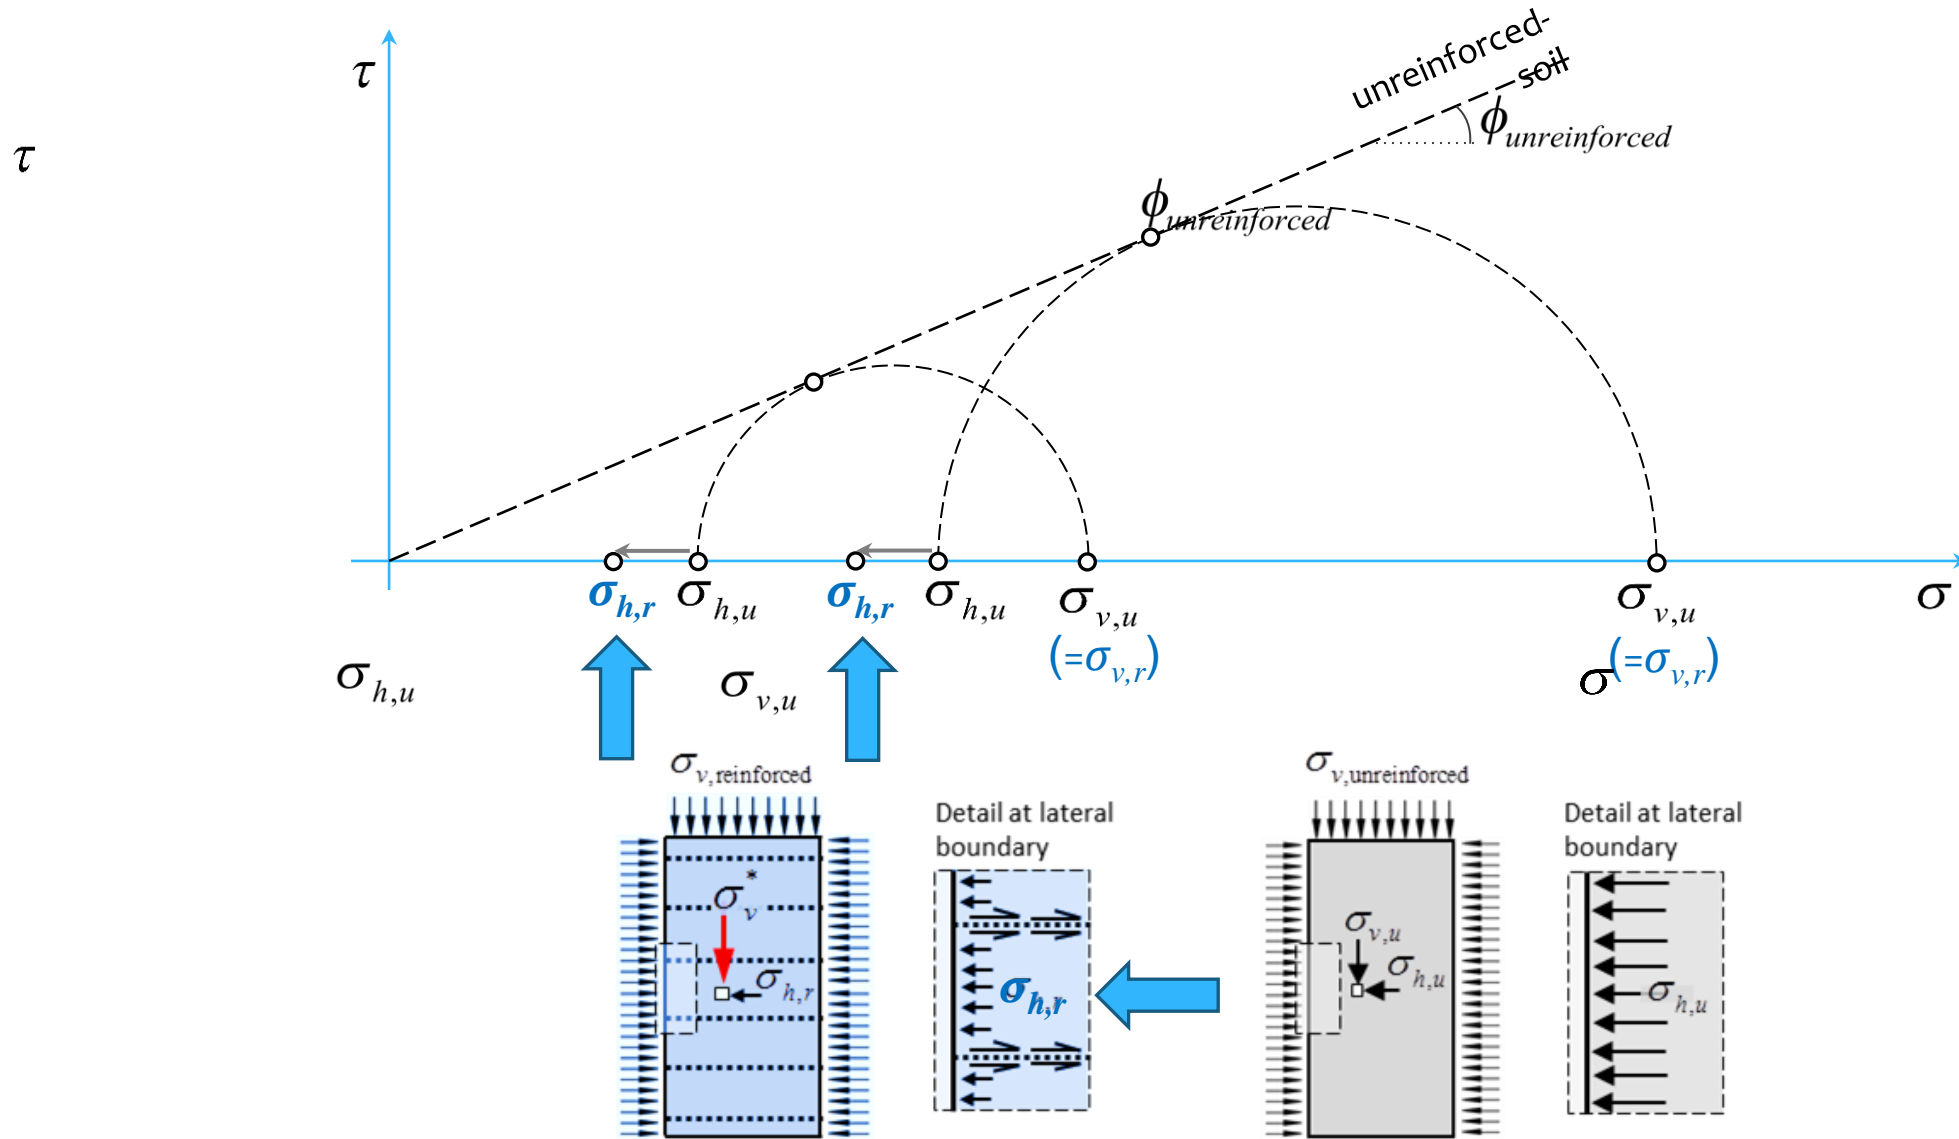 unreinforced-
soil
τ
ϕunreinforced
τ
ϕunreinforced
σh,r σh,u σh,r σh,u σv,u σv,u σ
(=σv,r) (=σv,r)
σh,u σv,u σ
σv,reinforced σv,unreinforced
Detail at lateral
boundary
Detail at lateral
boundary
σv*
σv,u
σh,r
σh,r
σh,u
σh,u